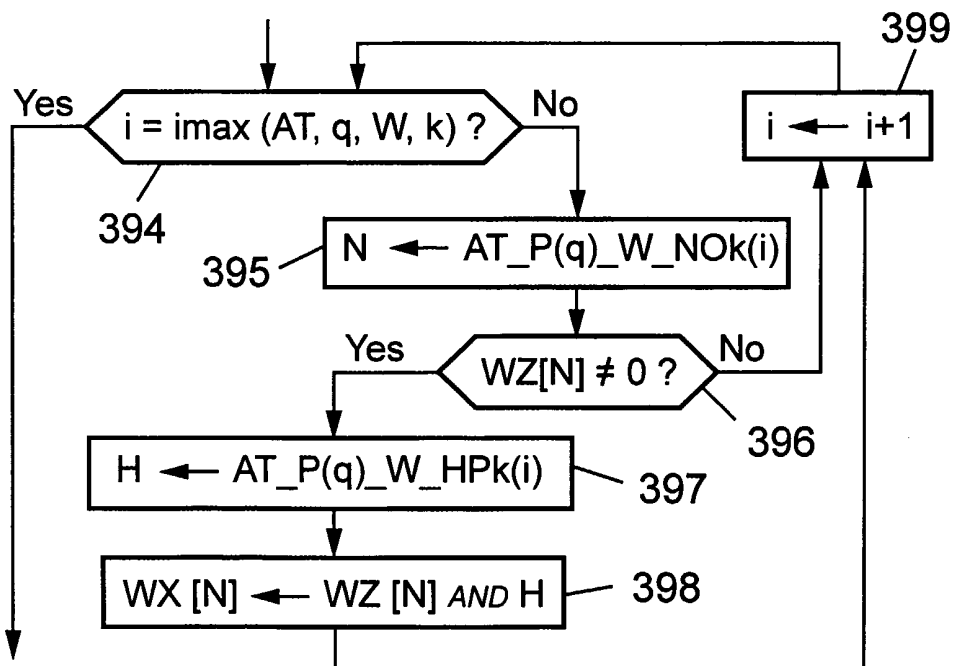 399
Yes
i = imax (AT, q, W, k) ?
No
i ← i+1
394
395
N ← AT_P(q)_W_NOk(i)
Yes
WZ[N] ≠ 0 ?
No
396
H ← AT_P(q)_W_HPk(i)
397
WX [N] ← WZ [N] AND H
398